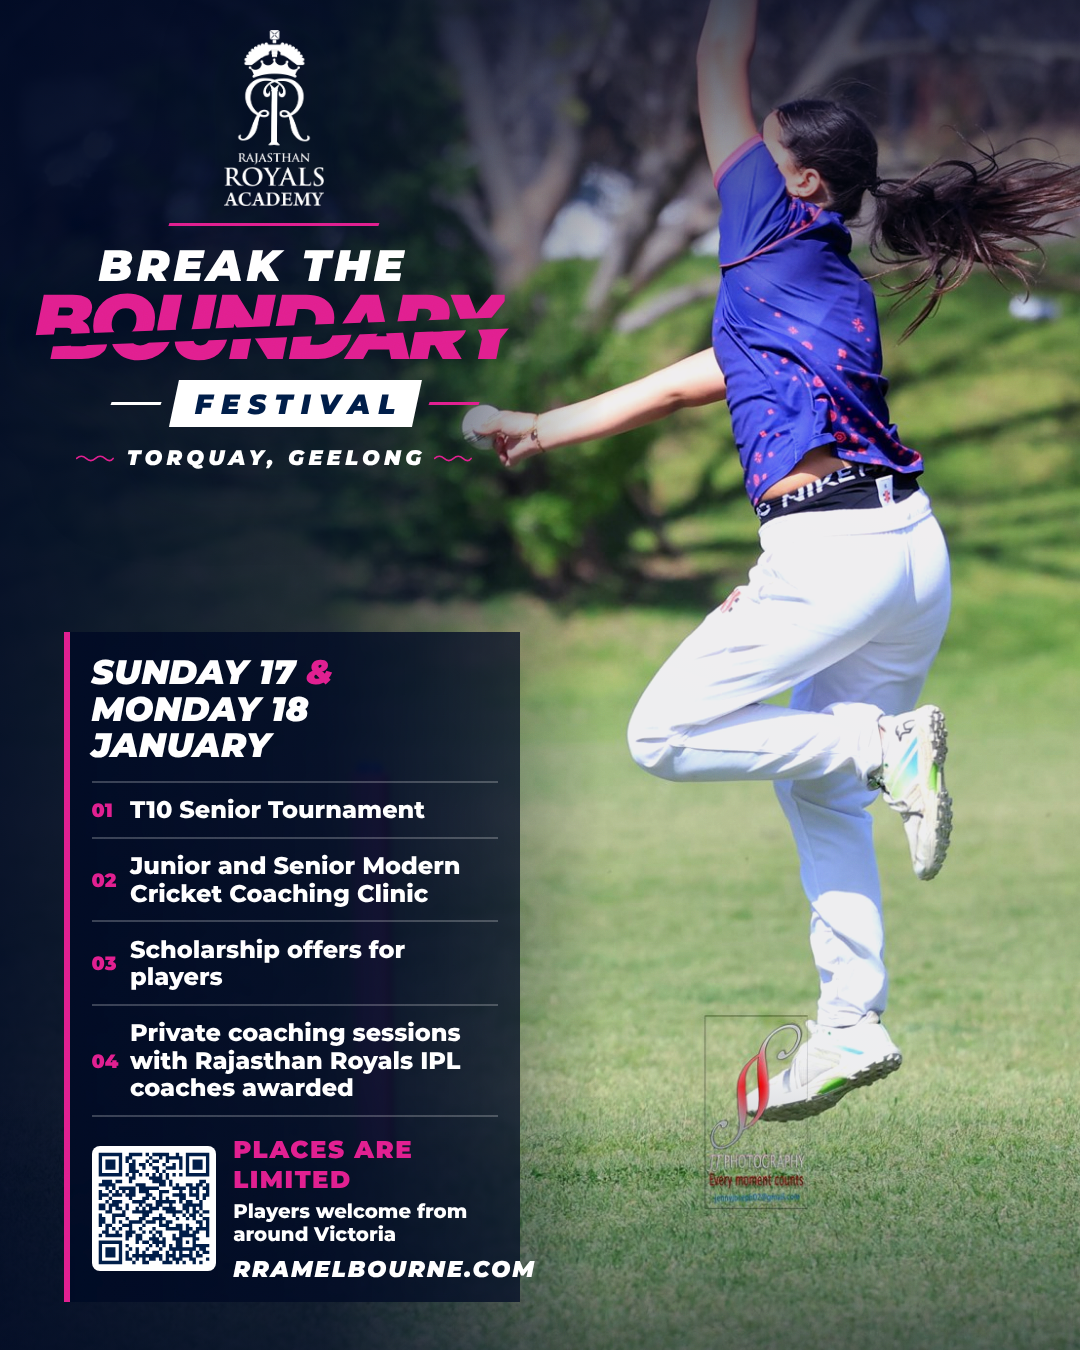 RAJASTHAN
ROYALS
ACADEMY
BREAK THE
BOUNDARY
FESTIVAL
TORQUAY, GEELONG
NIKE
SUNDAY 17 &
MONDAY 18
JANUARY
01 T10 Senior Tournament
02 Junior and Senior Modern
Cricket Coaching Clinic
03 Scholarship offers for
players
04 Private coaching sessions
with Rajasthan Royals IPL
coaches awarded
PLACES ARE
LIMITED
Players welcome from
around Victoria
RRAMELBOURNE.COM
PHOTOGRAPHY
Every moment counts